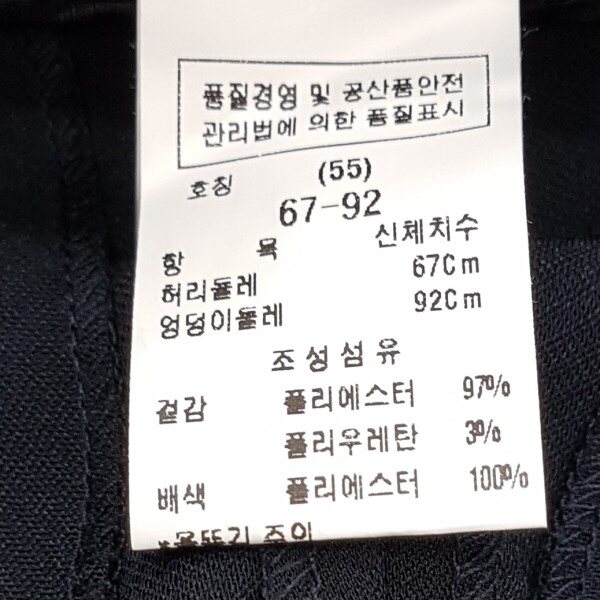 품질경영 및 공산품안전
관리법에 의한 품질표시
호칭 (55)
67-92
항 목 신체치수
허리둘레 67Cm
엉덩이둘레 92Cm
조성섬유
겉감 폴리에스터 97%
폴리우레탄 3%
배색 폴리에스터 100%
주의